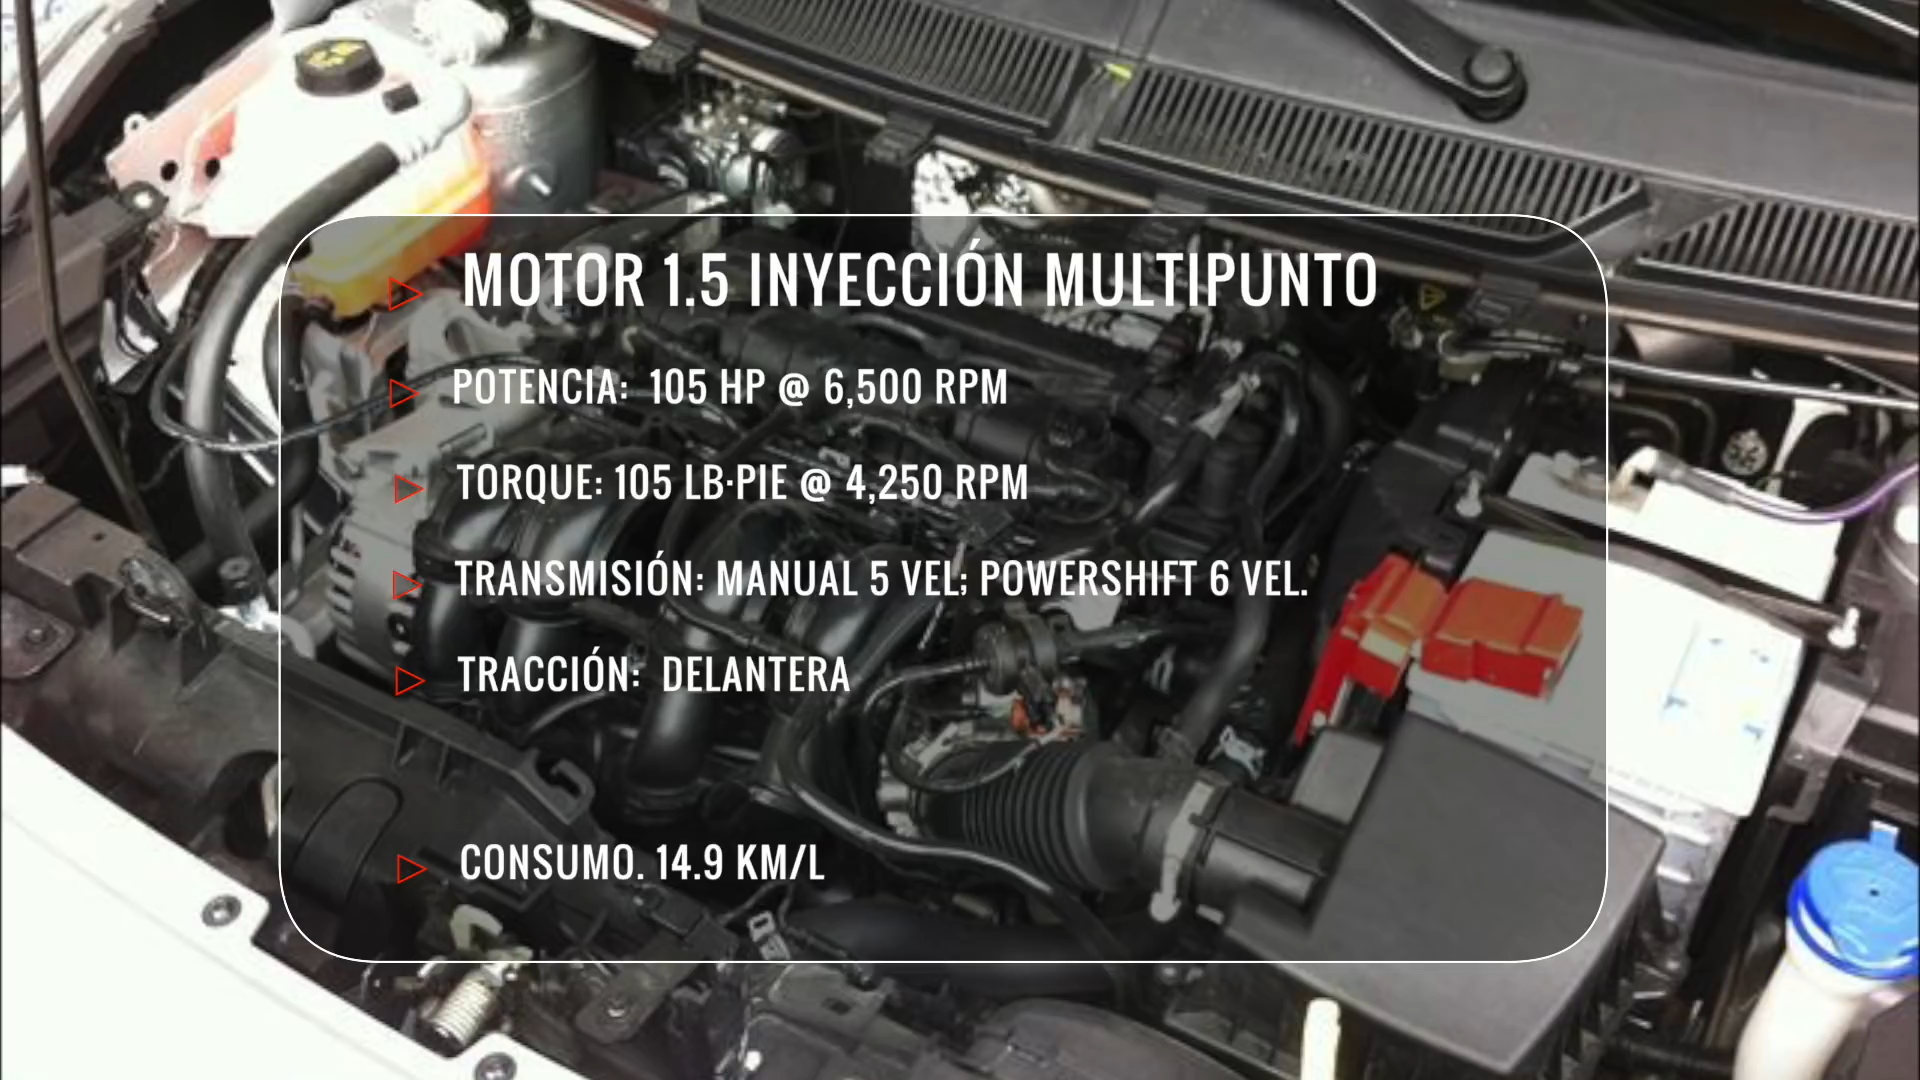 MOTOR 1.5 INYECCIÓN MULTIPUNTO
POTENCIA: 105 HP @ 6,500 RPM
TORQUE: 105 LB·PIE @ 4,250 RPM
TRANSMISIÓN: MANUAL 5 VEL; POWERSHIFT 6 VEL.
TRACCIÓN: DELANTERA
CONSUMO. 14.9 KM/L